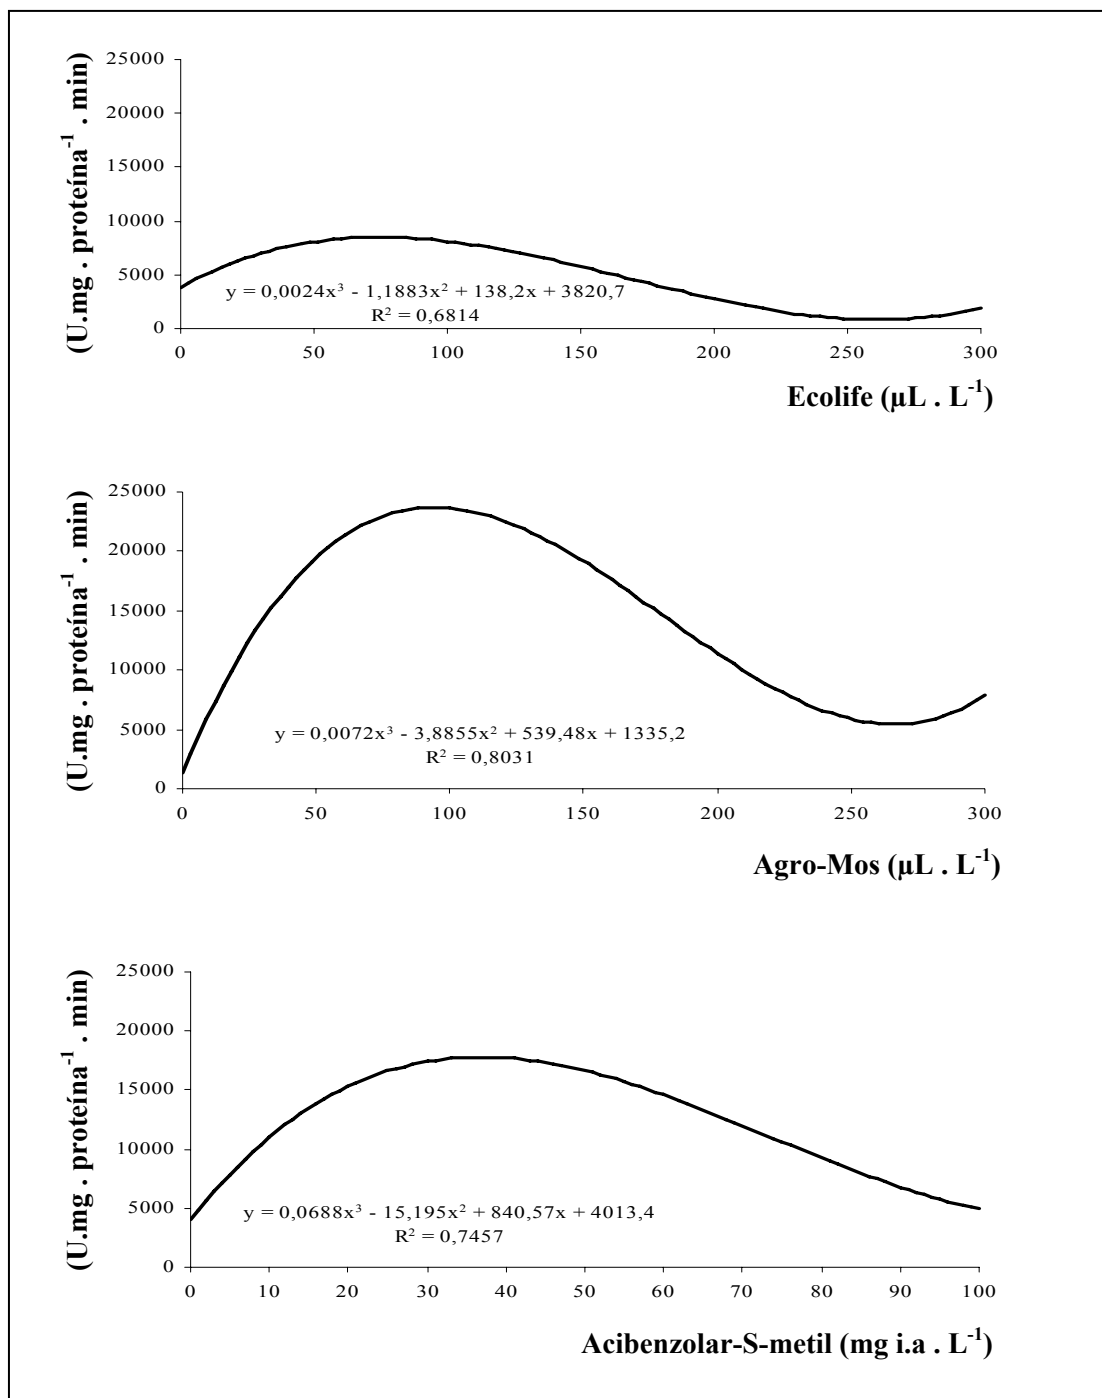 (U.mg . proteína⁻¹ . min)
25000
20000
15000
10000
5000
0
y = 0,0024x³ - 1,1883x² + 138,2x + 3820,7
R² = 0,6814
0 50 100 150 200 250 300
Ecolife (µL . L⁻¹)
(U.mg . proteína⁻¹ . min)
25000
20000
15000
10000
5000
0
y = 0,0072x³ - 3,8855x² + 539,48x + 1335,2
R² = 0,8031
0 50 100 150 200 250 300
Agro-Mos (µL . L⁻¹)
(U.mg . proteína⁻¹ . min)
25000
20000
15000
10000
5000
0
y = 0,0688x³ - 15,195x² + 840,57x + 4013,4
R² = 0,7457
0 10 20 30 40 50 60 70 80 90 100
Acibenzolar-S-metil (mg i.a . L⁻¹)